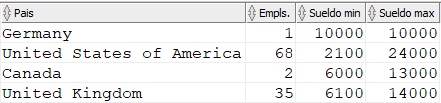 Pais Empls. Sueldo min Sueldo max
Germany 1 10000 10000
United States of America 68 2100 24000
Canada 2 6000 13000
United Kingdom 35 6100 14000